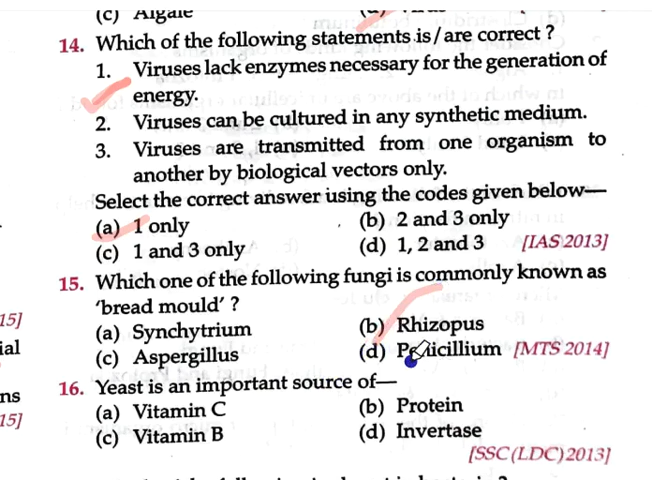 (c) Algale
14. Which of the following statements is/are correct ?
1. Viruses lack enzymes necessary for the generation of
energy.
2. Viruses can be cultured in any synthetic medium.
3. Viruses are transmitted from one organism to
another by biological vectors only.
Select the correct answer using the codes given below—
(a) 1 only (b) 2 and 3 only
(c) 1 and 3 only (d) 1, 2 and 3 [IAS 2013]
15. Which one of the following fungi is commonly known as
'bread mould' ?
15]
(a) Synchytrium (b) Rhizopus
ial
(c) Aspergillus (d) Penicillium [MTS 2014]
16. Yeast is an important source of—
ns
(a) Vitamin C (b) Protein
15]
(c) Vitamin B (d) Invertase
[SSC (LDC) 2013]